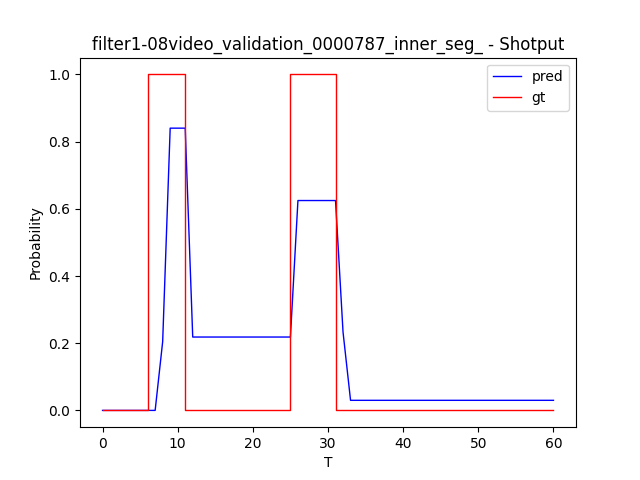 filter1-08video_validation_0000787_inner_seg_ - Shotput
pred
gt
1.0
0.8
0.6
0.4
0.2
0.0
Probability
0 10 20 30 40 50 60
T